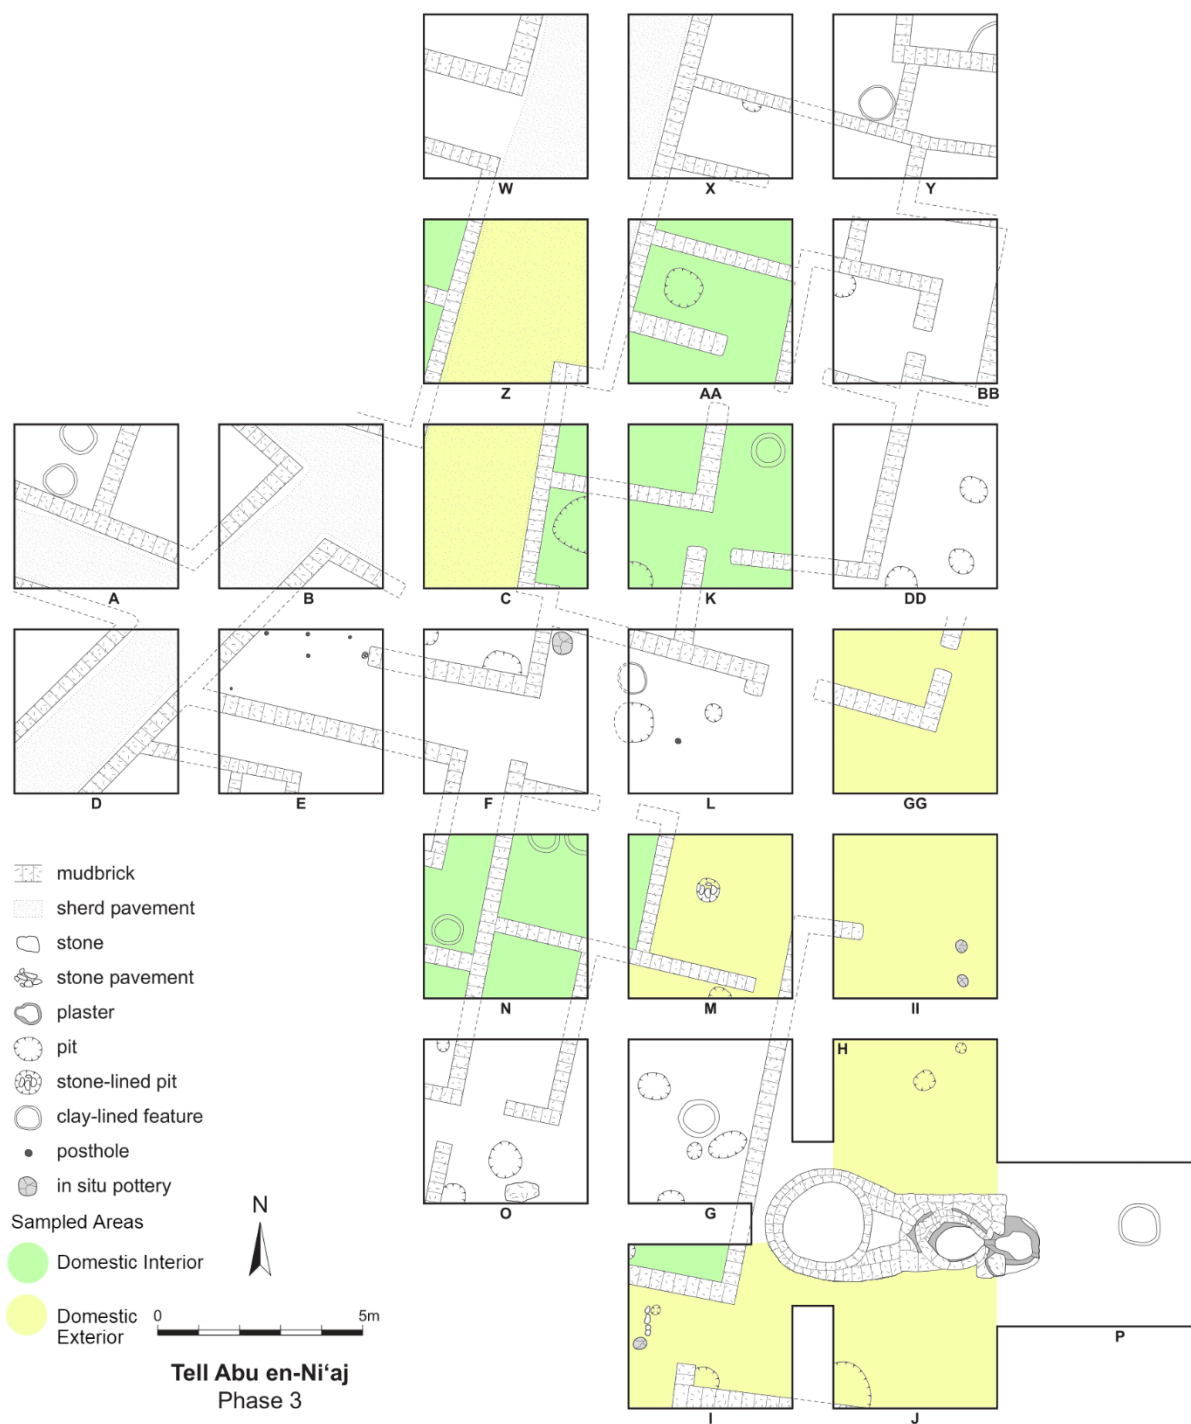 W
X
Y
Z
AA
BB
A
B
C
K
DD
D
E
F
L
GG
mudbrick
sherd pavement
stone
stone pavement
plaster
pit
stone-lined pit
clay-lined feature
posthole
in situ pottery
Sampled Areas
Domestic Interior
Domestic
Exterior
N
0
5m
Tell Abu en-Ni‘aj
Phase 3
N
M
II
H
O
G
P
I
J